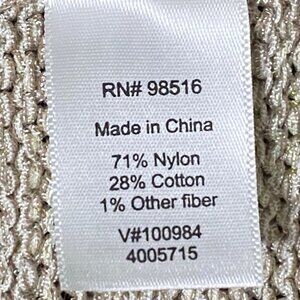 RN# 98516
Made in China
71% Nylon
28% Cotton
1% Other fiber
V#100984
4005715